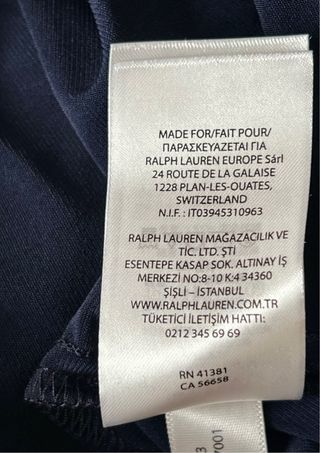 MADE FOR/FAIT POUR/
ΠΑΡΑΣΚΕΥΑΖΕΤΑΙ ΓΙΑ
RALPH LAUREN EUROPE Sárl
24 ROUTE DE LA GALAISE
1228 PLAN-LES-OUATES,
SWITZERLAND
N.I.F. : IT03945310963
RALPH LAUREN MAĞAZACILIK VE
TİC. LTD. ŞTİ
ESENTEPE KASAP SOK. ALTINAY İŞ
MERKEZİ NO:8-10 K:4 34360
ŞİŞLİ – İSTANBUL
WWW.RALPHLAUREN.COM.TR
TÜKETİCİ İLETİŞİM HATTI:
0212 345 69 69
RN 41381
CA 56658